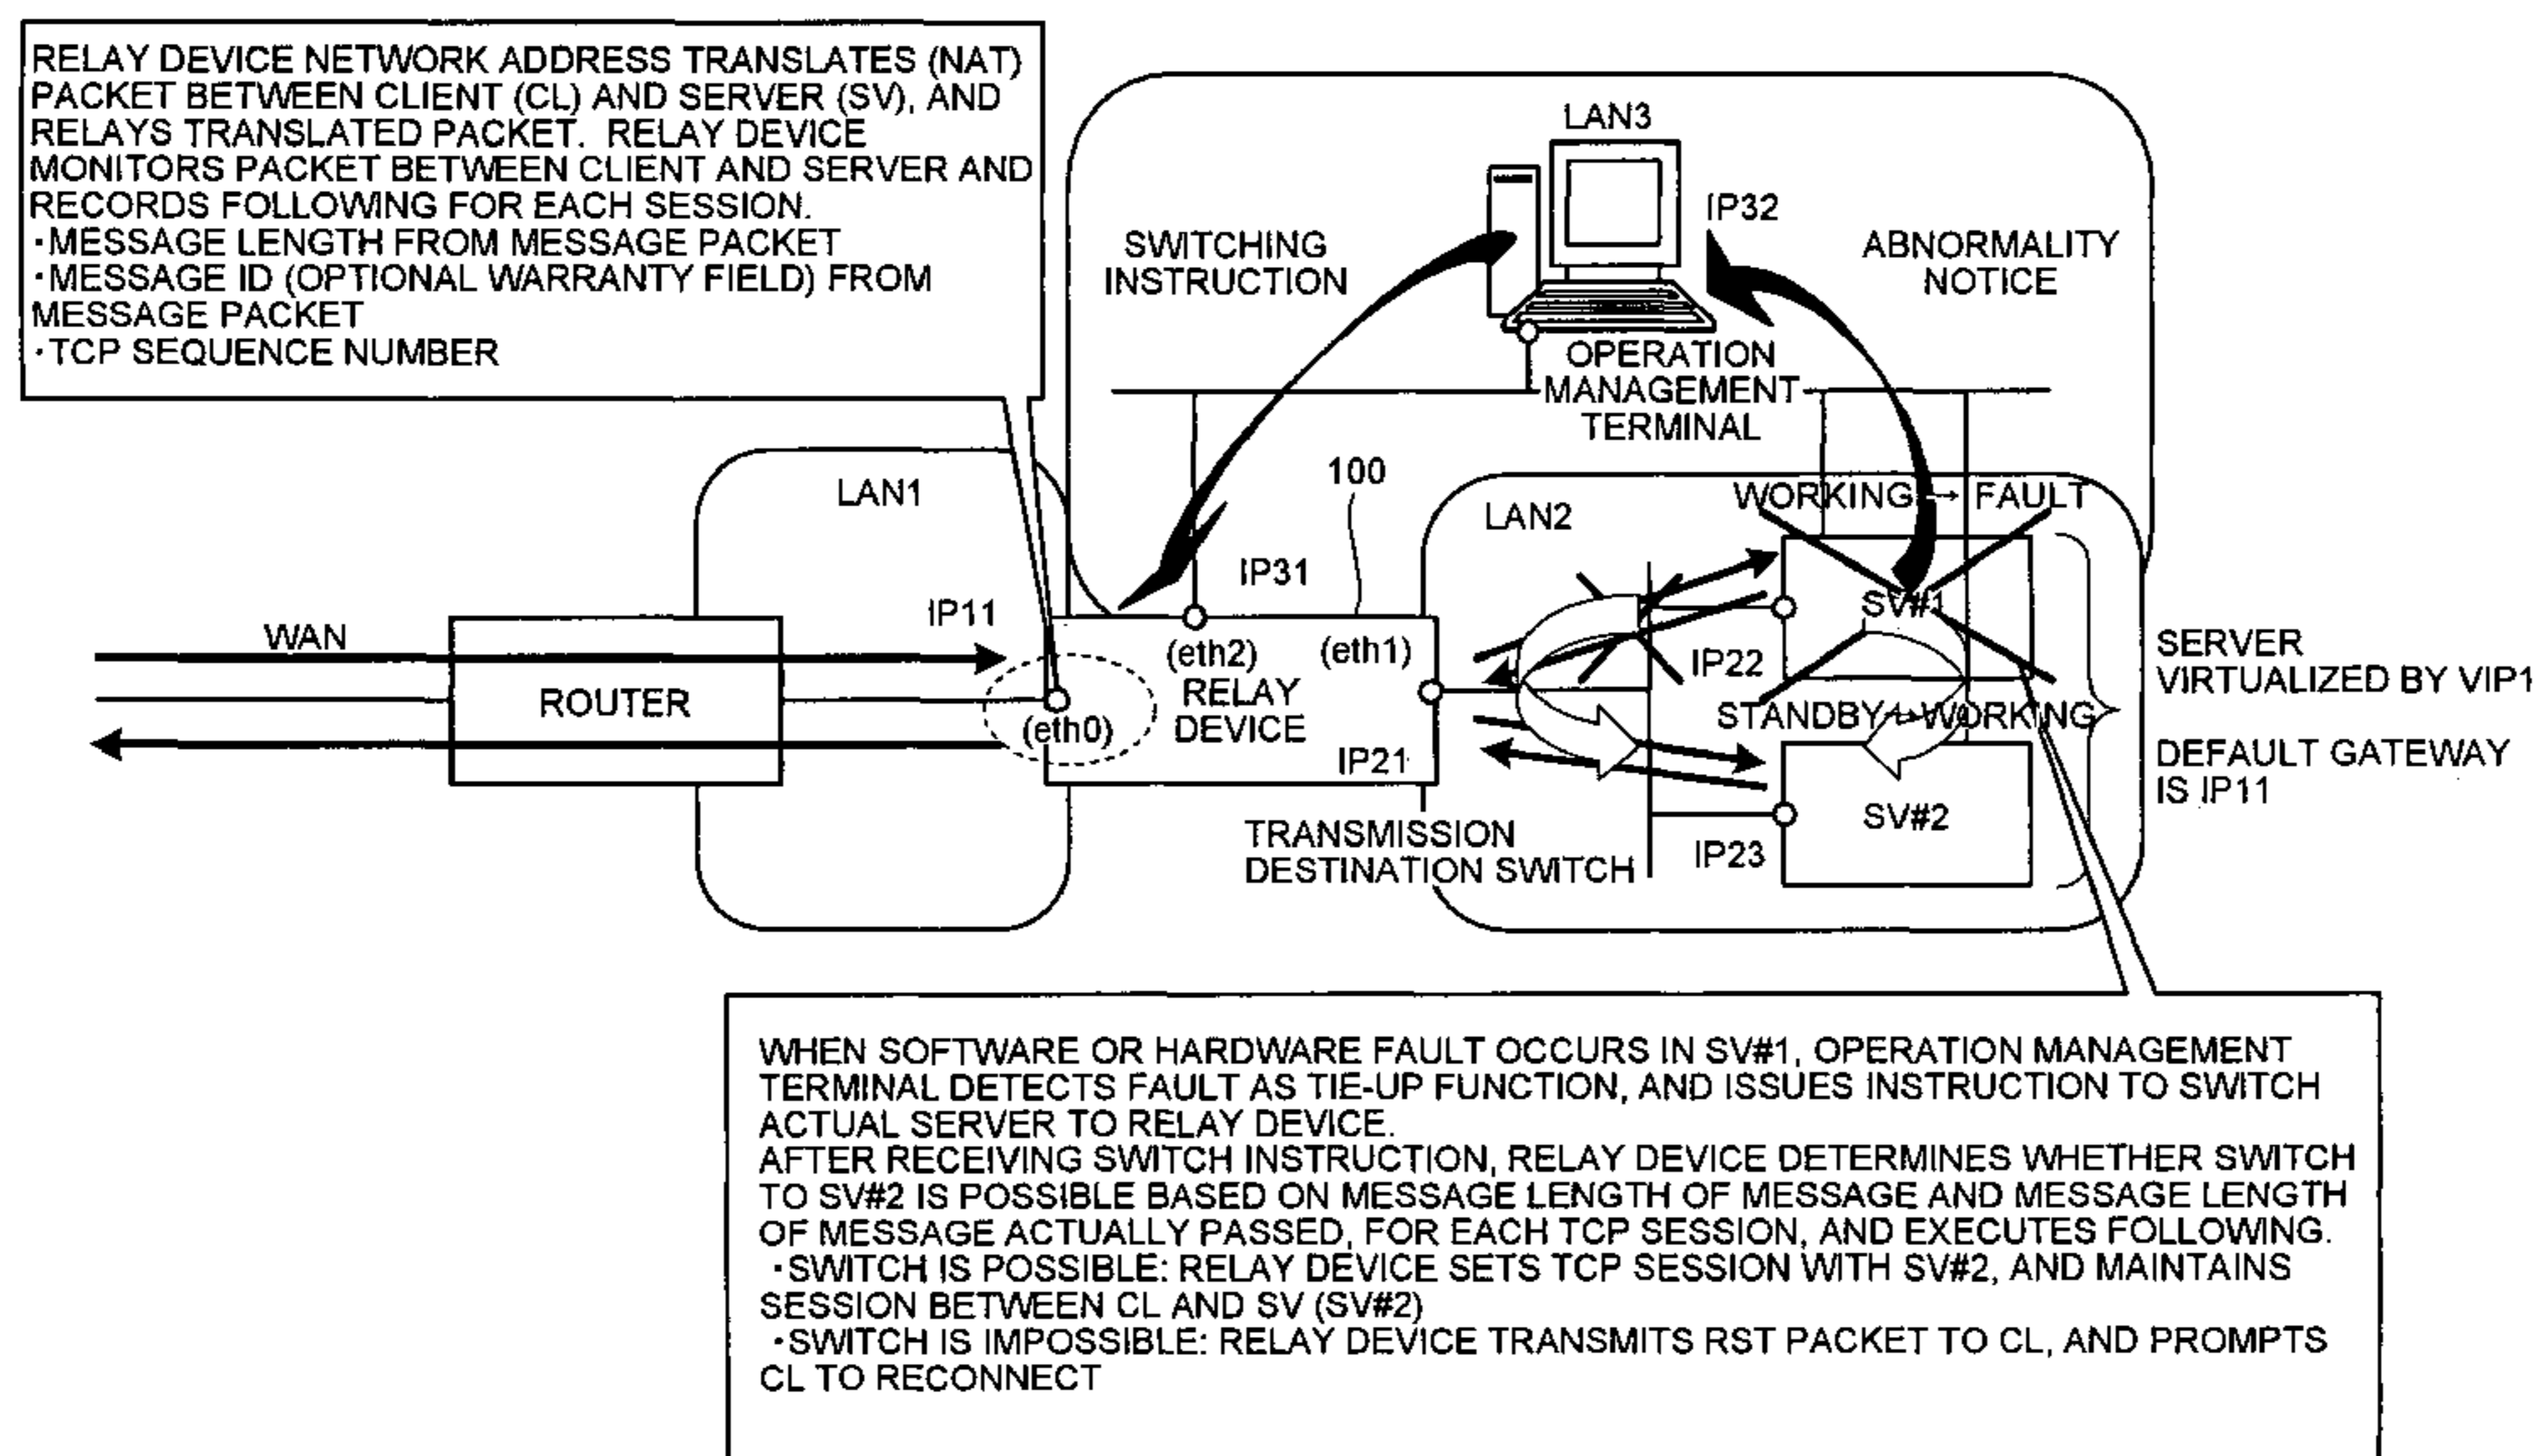 RELAY DEVICE NETWORK ADDRESS TRANSLATES (NAT)
PACKET BETWEEN CLIENT (CL) AND SERVER (SV), AND
RELAYS TRANSLATED PACKET. RELAY DEVICE
MONITORS PACKET BETWEEN CLIENT AND SERVER AND
RECORDS FOLLOWING FOR EACH SESSION.
·MESSAGE LENGTH FROM MESSAGE PACKET
·MESSAGE ID (OPTIONAL WARRANTY FIELD) FROM
MESSAGE PACKET
·TCP SEQUENCE NUMBER
LAN3
IP32
SWITCHING
INSTRUCTION
ABNORMALITY
NOTICE
OPERATION
MANAGEMENT
TERMINAL
LAN1
100
LAN2
WORKING → FAULT
IP31
IP11
WAN
ROUTER
(eth0)
(eth2)
(eth1)
RELAY
DEVICE
IP21
SV#1
IP22
STANDBY→WORKING
SERVER
VIRTUALIZED BY VIP1
DEFAULT GATEWAY
IS IP11
SV#2
IP23
TRANSMISSION
DESTINATION SWITCH
WHEN SOFTWARE OR HARDWARE FAULT OCCURS IN SV#1, OPERATION MANAGEMENT
TERMINAL DETECTS FAULT AS TIE-UP FUNCTION, AND ISSUES INSTRUCTION TO SWITCH
ACTUAL SERVER TO RELAY DEVICE.
AFTER RECEIVING SWITCH INSTRUCTION, RELAY DEVICE DETERMINES WHETHER SWITCH
TO SV#2 IS POSSIBLE BASED ON MESSAGE LENGTH OF MESSAGE AND MESSAGE LENGTH
OF MESSAGE ACTUALLY PASSED, FOR EACH TCP SESSION, AND EXECUTES FOLLOWING.
·SWITCH IS POSSIBLE: RELAY DEVICE SETS TCP SESSION WITH SV#2, AND MAINTAINS
SESSION BETWEEN CL AND SV (SV#2)
·SWITCH IS IMPOSSIBLE: RELAY DEVICE TRANSMITS RST PACKET TO CL, AND PROMPTS
CL TO RECONNECT